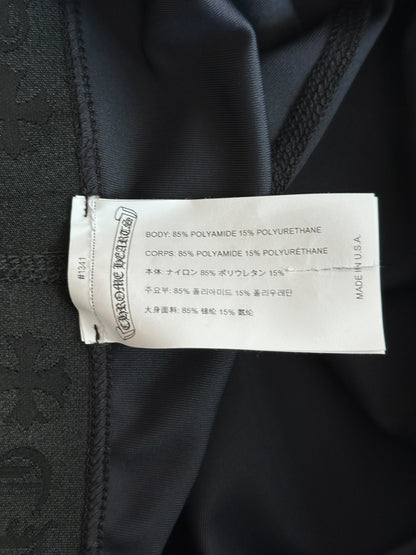 BODY: 85% POLYAMIDE 15% POLYURETHANE
CORPS: 85% POLYAMIDE 15% POLYURÉTHANE
本体: ナイロン 85% ポリウレタン 15%
주요부: 85% 폴리아미드 15% 폴리우레탄
大身面料: 85% 锦纶 15% 氨纶
CHROME HEARTS
#1341
MADE IN U.S.A.